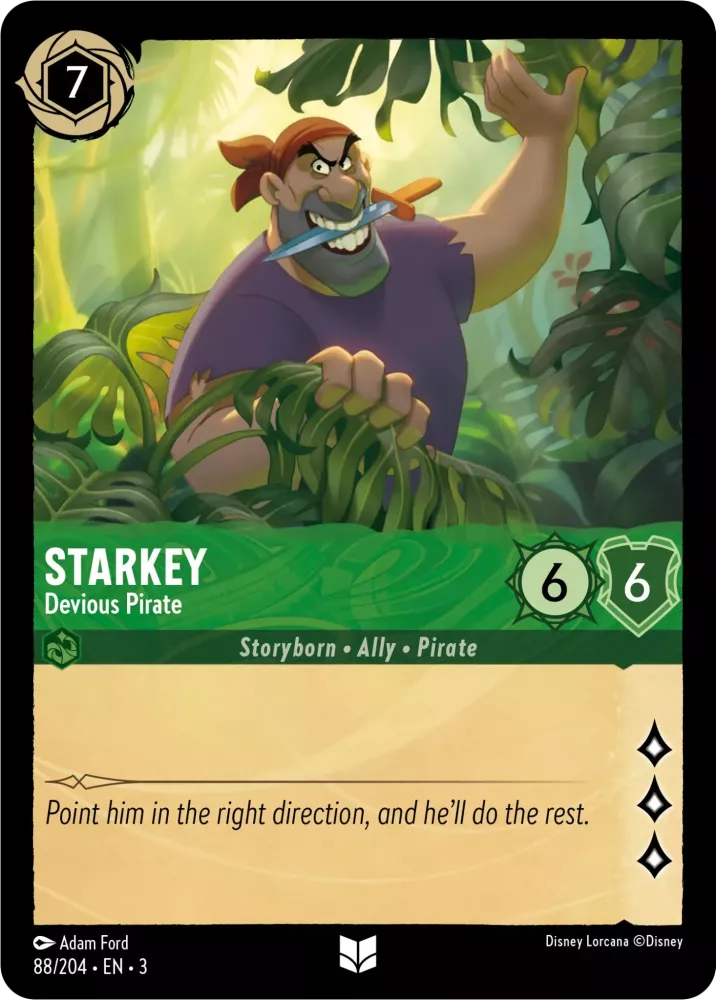 7
STARKEY
Devious Pirate
6
6
Storyborn • Ally • Pirate
Point him in the right direction, and he'll do the rest.
Adam Ford
Disney Lorcana ©Disney
88/204 • EN • 3